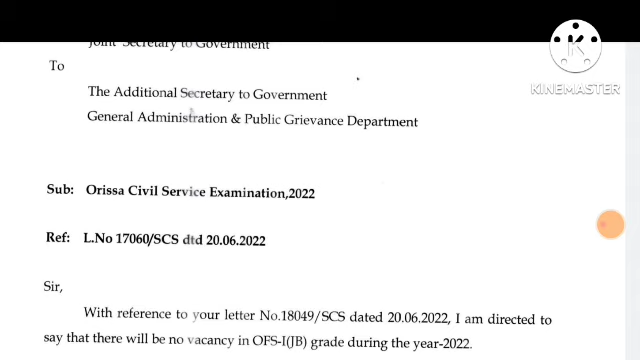 Joint Secretary to Government
To
The Additional Secretary to Government
General Administration & Public Grievance Department
Sub: Orissa Civil Service Examination,2022
Ref: L.No 17060/SCS dtd 20.06.2022
Sir,
With reference to your letter No.18049/SCS dated 20.06.2022, I am directed to
say that there will be no vacancy in OFS-I(JB) grade during the year-2022.
KINEMASTER